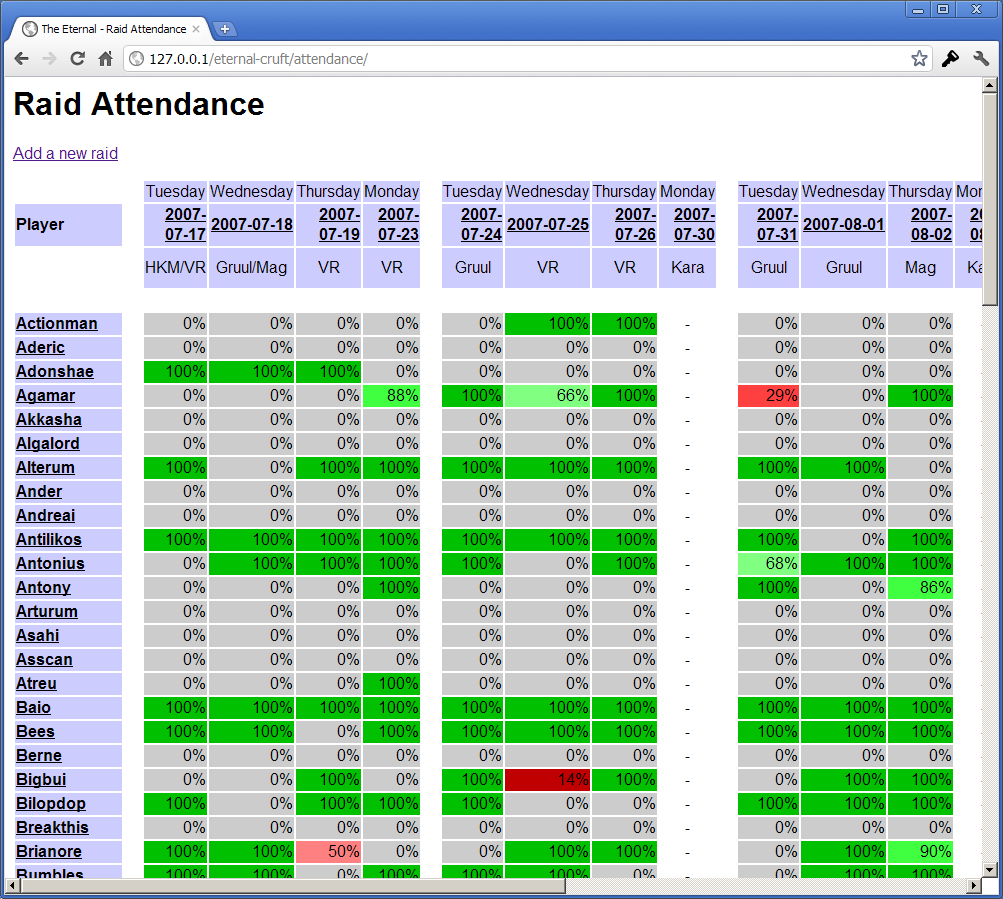 The Eternal - Raid Attendance
127.0.0.1/eternal-cruft/attendance/
Raid Attendance
Add a new raid
Tuesday Wednesday Thursday Monday Tuesday Wednesday Thursday Monday Tuesday Wednesday Thursday
Player 2007-07-17 2007-07-18 2007-07-19 2007-07-23 2007-07-24 2007-07-25 2007-07-26 2007-07-30 2007-07-31 2007-08-01 2007-08-02
HKM/VR Gruul/Mag VR VR Gruul VR VR Kara Gruul Gruul Mag
Actionman 0% 0% 0% 0% 0% 100% 100% - 0% 0% 0%
Aderic 0% 0% 0% 0% 0% 0% 0% - 0% 0% 0%
Adonshae 100% 100% 100% 0% 0% 0% 0% - 0% 0% 0%
Agamar 0% 0% 0% 88% 100% 66% 100% - 29% 0% 100%
Akkasha 0% 0% 0% 0% 0% 0% 0% - 0% 0% 0%
Algalord 0% 0% 0% 0% 0% 0% 0% - 0% 0% 0%
Alterum 100% 0% 100% 100% 100% 100% 100% - 100% 100% 0%
Ander 0% 0% 0% 0% 0% 0% 0% - 0% 0% 0%
Andreai 0% 0% 0% 0% 0% 0% 0% - 0% 0% 0%
Antilikos 100% 100% 100% 100% 100% 100% 100% - 100% 0% 100%
Antonius 0% 100% 100% 100% 100% 0% 100% - 68% 100% 100%
Antony 0% 0% 0% 100% 0% 0% 0% - 100% 0% 86%
Arturum 0% 0% 0% 0% 0% 0% 0% - 0% 0% 0%
Asahi 0% 0% 0% 0% 0% 0% 0% - 0% 0% 0%
Asscan 0% 0% 0% 0% 0% 0% 0% - 0% 0% 0%
Atreu 0% 0% 0% 100% 0% 0% 0% - 0% 0% 0%
Baio 100% 100% 100% 100% 100% 100% 100% - 100% 100% 100%
Bees 100% 100% 0% 100% 100% 100% 100% - 100% 100% 100%
Berne 0% 0% 0% 0% 0% 0% 0% - 0% 0% 0%
Bigbui 0% 0% 100% 0% 100% 14% 100% - 0% 100% 100%
Bilopdop 100% 0% 100% 100% 100% 0% 0% - 100% 100% 100%
Breakthis 0% 0% 0% 0% 0% 0% 0% - 0% 0% 0%
Brianore 100% 100% 50% 0% 0% 100% 100% - 0% 100% 90%
Bumbles 100% 100% 0% 100% 100% 100% 100% - 0% 100% 100%